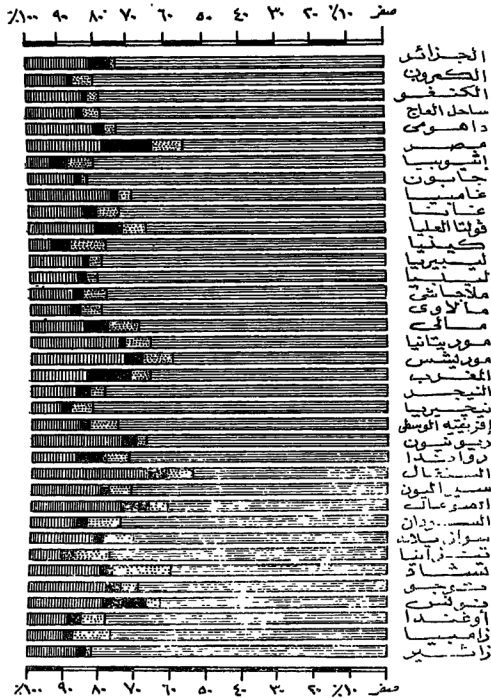 صفر ٪١٠ ٢٠ ٣٠ ٤٠ ٥٠ ٦٠ ٧٠ ٨٠ ٩٠ ٪١٠٠
الجزائر
الكمرون
الكنغو
ساحل العاج
داهومى
مصر
إثيوبيا
جابون
غامبيا
غانا
ڤولتا العليا
كينيا
ليبيريا
ليبيا
ملاجاشى
مالاوى
مالى
موريتانيا
موريشس
المغرب
النيجر
نيجيريا
إفريقية الوسطى
ريونيون
رواندا
السنغال
سيراليون
الصومال
السودان
سوازيلاند
تنزانيا
تشاد
توجو
تونس
أوغندا
زامبيا
زائير
صفر ٪١٠ ٢٠ ٣٠ ٤٠ ٥٠ ٦٠ ٧٠ ٨٠ ٩٠ ٪١٠٠